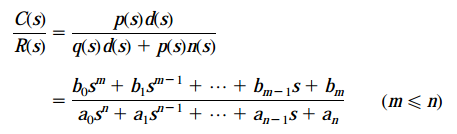 C(s)/R(s) = p(s)d(s)/(q(s)d(s) + p(s)n(s))
= (b₀sᵐ + b₁sᵐ⁻¹ + ⋯ + bₘ₋₁s + bₘ)/(a₀sⁿ + a₁sⁿ⁻¹ + ⋯ + aₙ₋₁s + aₙ) (m ⩽ n)